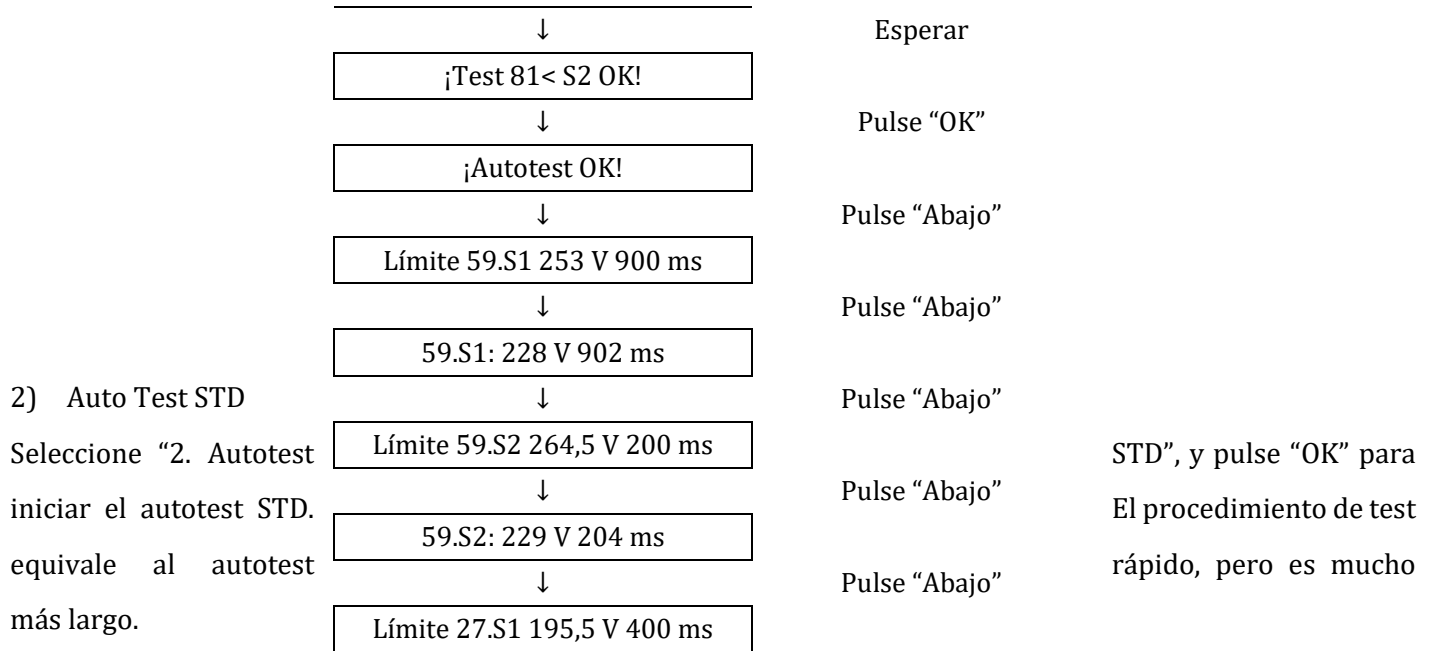 ↓ Esperar
¡Test 81< S2 OK!
↓ Pulse “OK”
¡Autotest OK!
↓ Pulse “Abajo”
Límite 59.S1 253 V 900 ms
↓ Pulse “Abajo”
59.S1: 228 V 902 ms
↓ Pulse “Abajo”
Límite 59.S2 264,5 V 200 ms
↓ Pulse “Abajo”
59.S2: 229 V 204 ms
↓ Pulse “Abajo”
Límite 27.S1 195,5 V 400 ms
2) Auto Test STD
Seleccione “2. Autotest STD”, y pulse “OK” para
iniciar el autotest STD. El procedimiento de test
equivale al autotest rápido, pero es mucho
más largo.